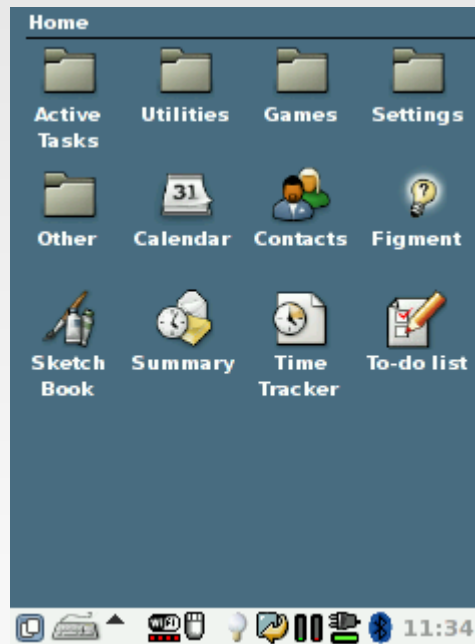 Home
Active Tasks
Utilities
Games
Settings
Other
31
Calendar
Contacts
?
Figment
Sketch Book
Summary
Time Tracker
To-do list
WIFI
11:34